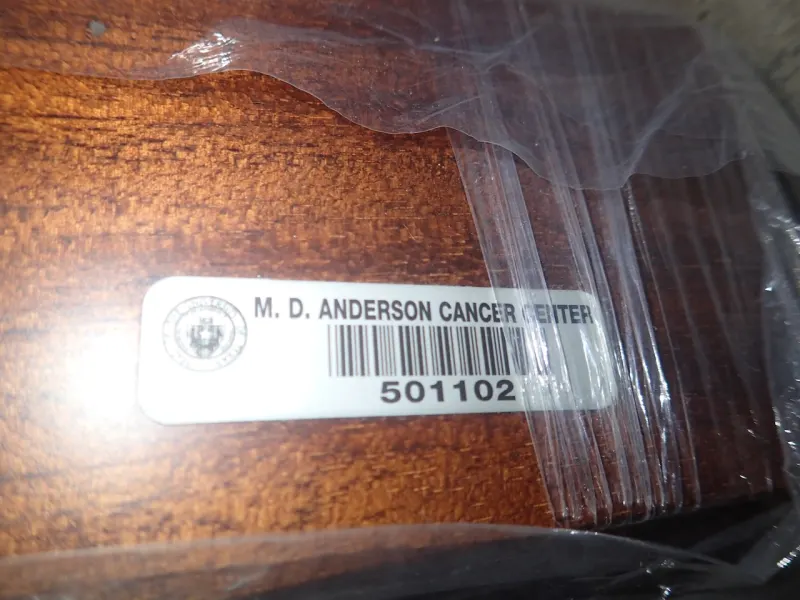 M. D. ANDERSON CANCER CENTER
501102